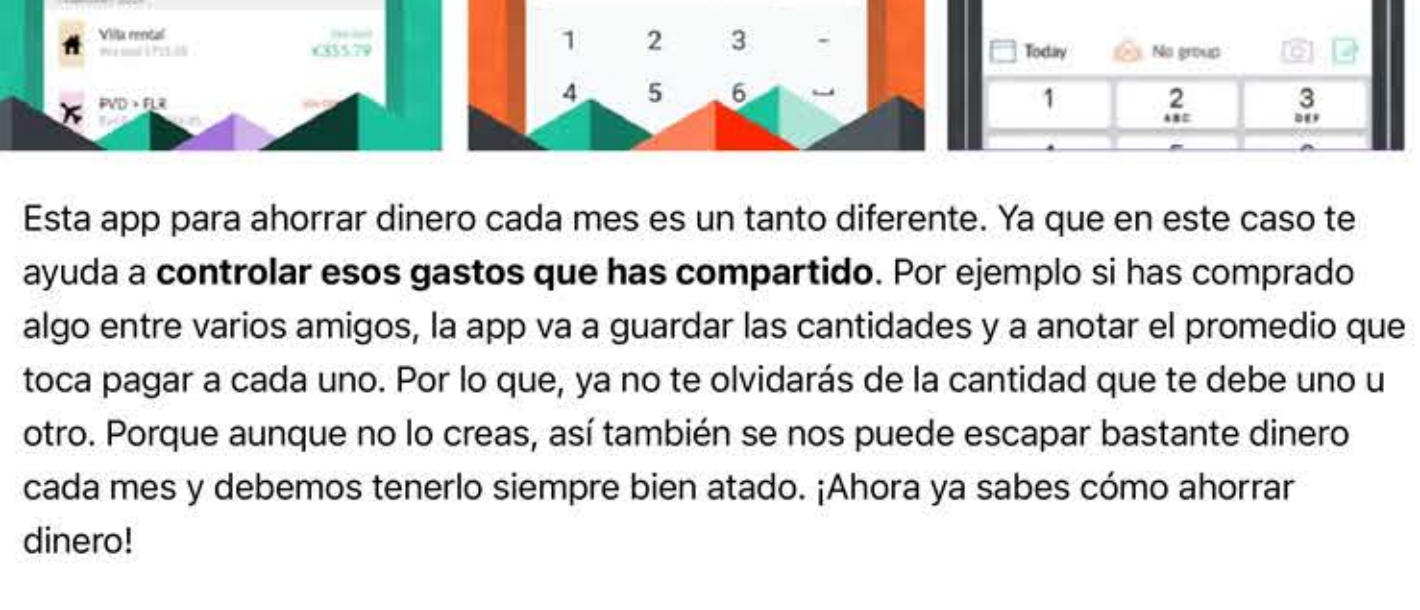 Villa rental
€355.79
PVD > FLR
1 2 3 -
4 5 6
Today No group
1 2 3
ABC DEF
Esta app para ahorrar dinero cada mes es un tanto diferente. Ya que en este caso te
ayuda a controlar esos gastos que has compartido. Por ejemplo si has comprado
algo entre varios amigos, la app va a guardar las cantidades y a anotar el promedio que
toca pagar a cada uno. Por lo que, ya no te olvidarás de la cantidad que te debe uno u
otro. Porque aunque no lo creas, así también se nos puede escapar bastante dinero
cada mes y debemos tenerlo siempre bien atado. ¡Ahora ya sabes cómo ahorrar
dinero!